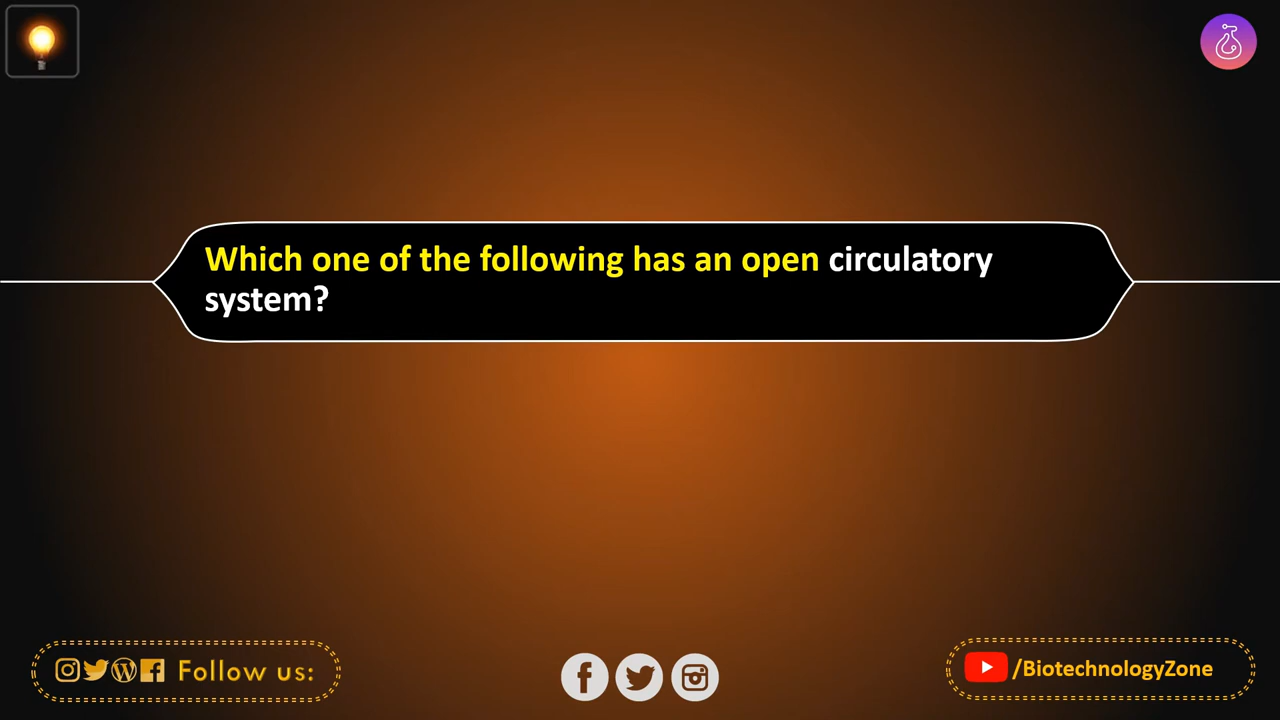 Which one of the following has an open circulatory
system?
Follow us:
/BiotechnologyZone